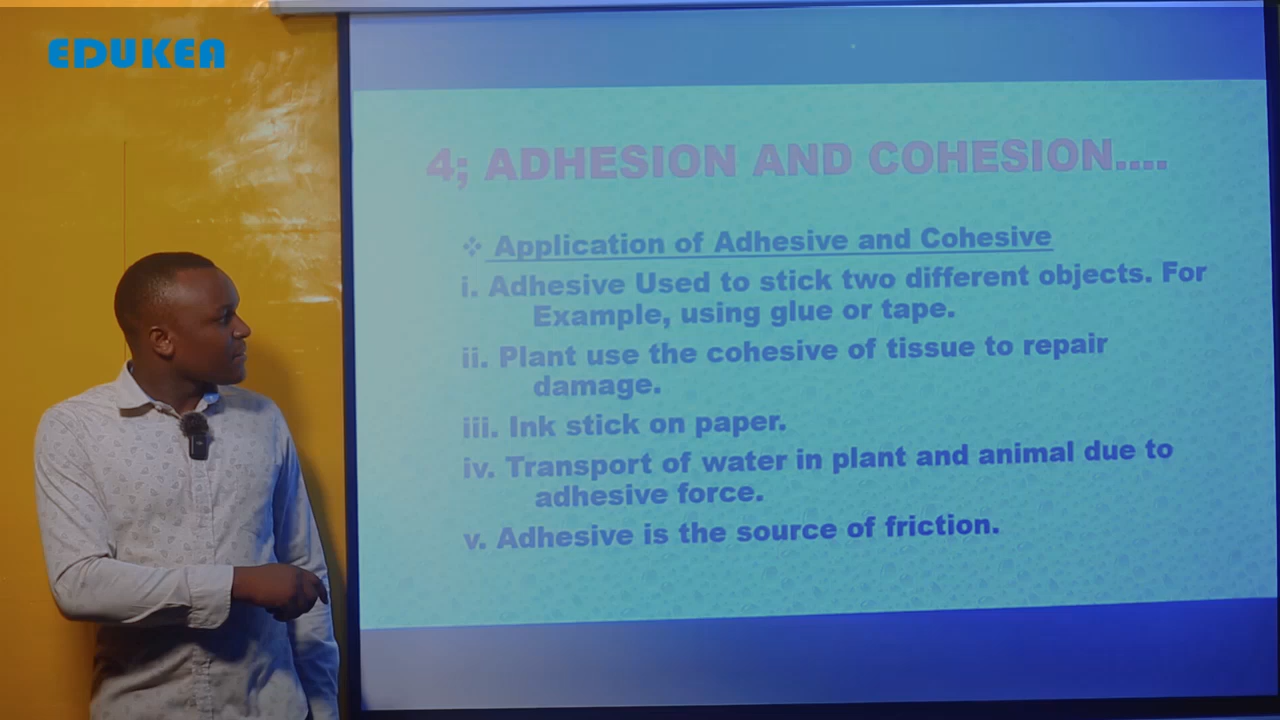 EDUKEA
4; ADHESION AND COHESION....
❖ Application of Adhesive and Cohesive
i. Adhesive Used to stick two different objects. For
Example, using glue or tape.
ii. Plant use the cohesive of tissue to repair
damage.
iii. Ink stick on paper.
iv. Transport of water in plant and animal due to
adhesive force.
v. Adhesive is the source of friction.